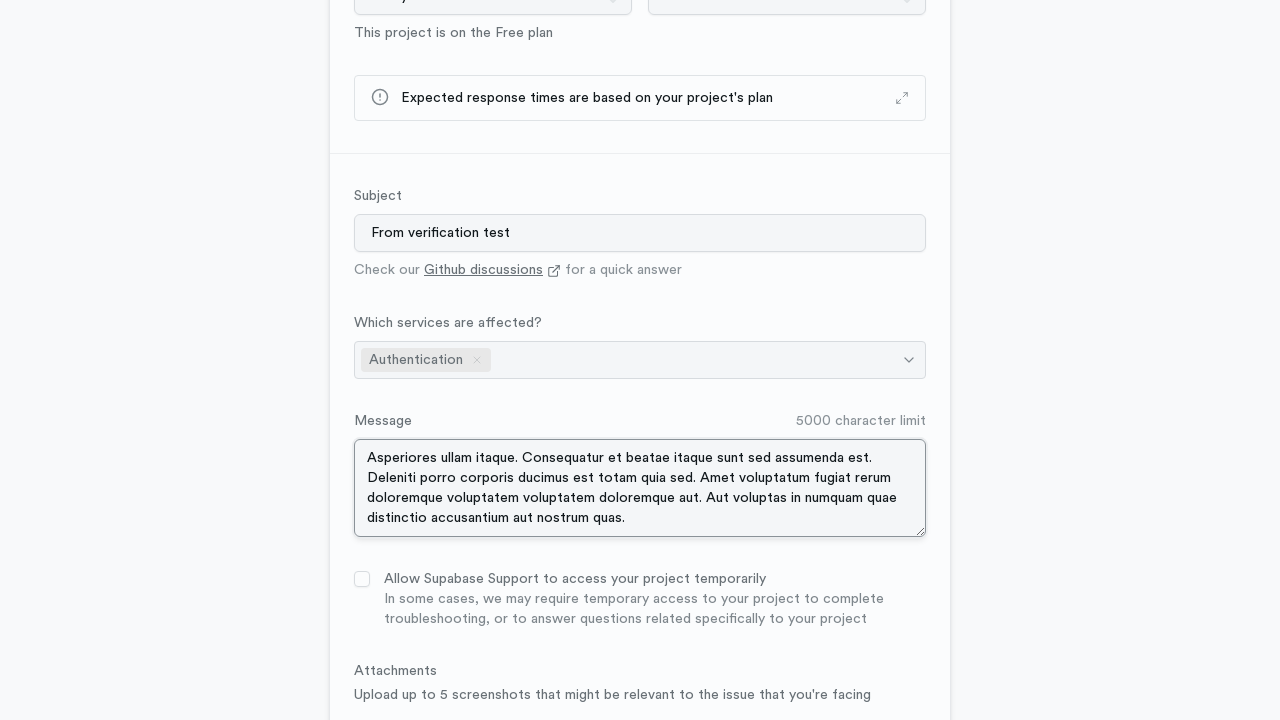 This project is on the Free plan
Expected response times are based on your project's plan
Subject
From verification test
Check our Github discussions for a quick answer
Which services are affected?
Authentication
Message
5000 character limit
Asperiores ullam itaque. Consequatur et beatae itaque sunt sed assumenda est.
Deleniti porro corporis ducimus est totam quia sed. Amet voluptatum fugiat rerum
doloremque voluptatem voluptatem doloremque aut. Aut voluptas in numquam quae
distinctio accusantium aut nostrum quas.
Allow Supabase Support to access your project temporarily
In some cases, we may require temporary access to your project to complete
troubleshooting, or to answer questions related specifically to your project
Attachments
Upload up to 5 screenshots that might be relevant to the issue that you're facing